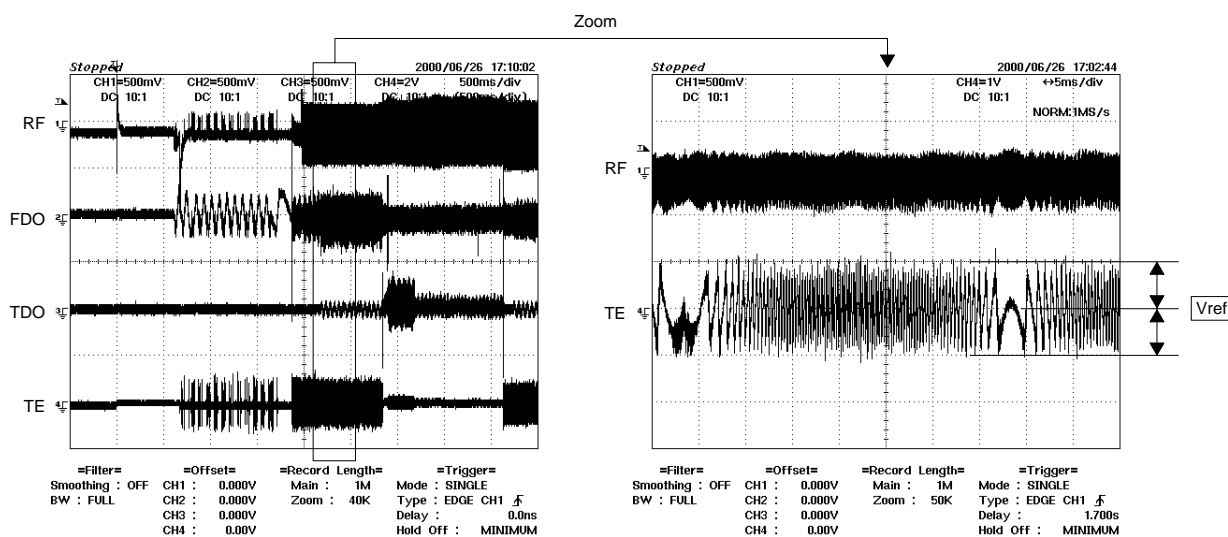 Zoom
Stopped 2000/06/26 17:10:02
CH1=500mV CH2=500mV CH3=500mV CH4=2V 500ms/div
DC 10:1 DC 10:1 DC 10:1 DC 10:1 (500ms/div)
RF
FDO
TDO
TE
=Filter= =Offset= =Record Length= =Trigger=
Smoothing : OFF CH1 : 0.000V Main : 1M Mode : SINGLE
BW : FULL CH2 : 0.000V Zoom : 40K Type : EDGE CH1
CH3 : 0.000V Delay : 0.0ns
CH4 : 0.00V Hold Off : MINIMUM
Stopped 2000/06/26 17:02:44
CH1=500mV CH4=1V ↔5ms/div
DC 10:1 DC 10:1
NORM:1MS/s
RF
TE
Vref
=Filter= =Offset= =Record Length= =Trigger=
Smoothing : OFF CH1 : 0.000V Main : 1M Mode : SINGLE
BW : FULL CH2 : 0.000V Zoom : 50K Type : EDGE CH1
CH3 : 0.000V Delay : 1.700s
CH4 : 0.00V Hold Off : MINIMUM